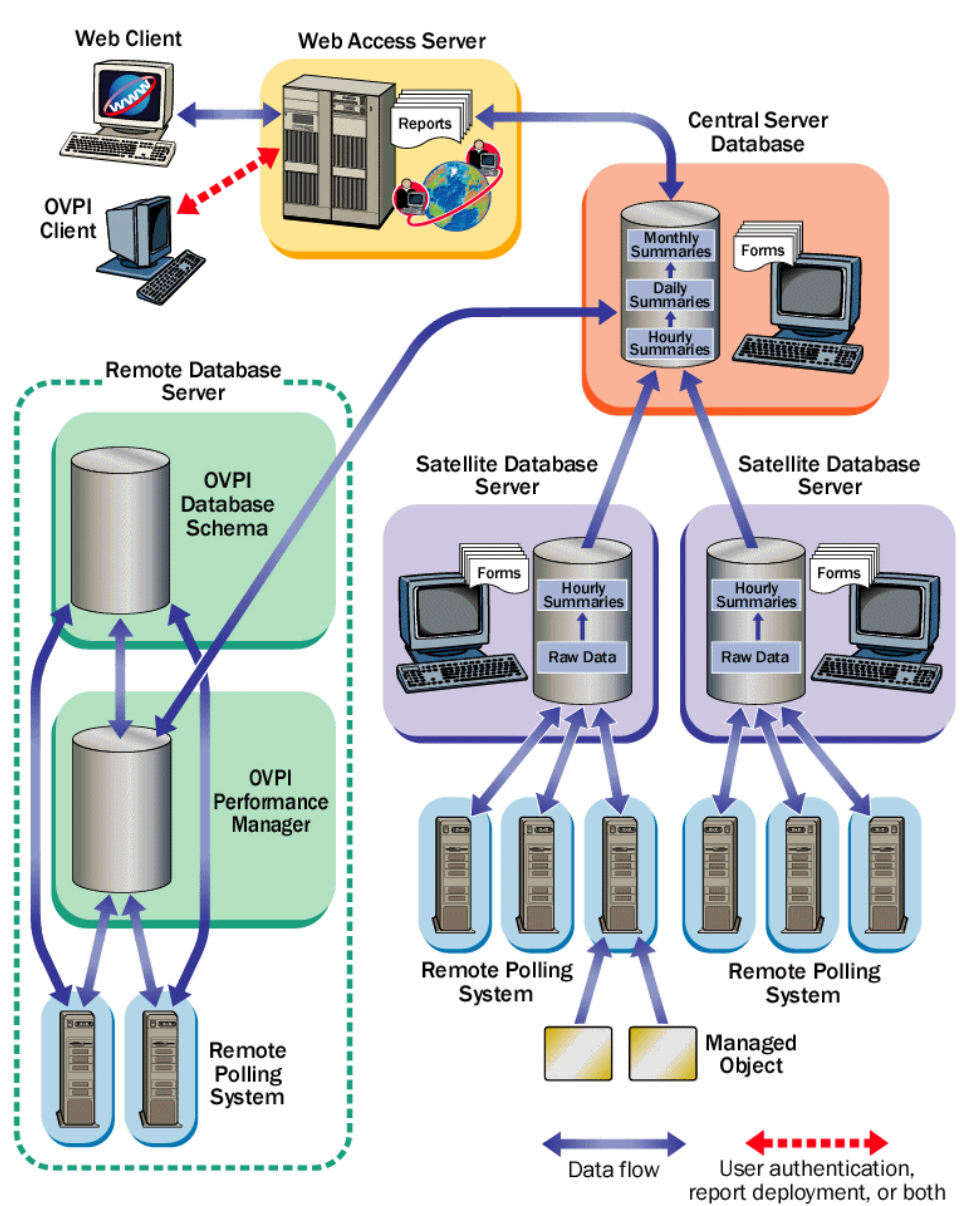 Web Client
Web Access Server
WWW
Reports
Central Server
Database
OVPI
Client
Monthly
Summaries
Daily
Summaries
Hourly
Summaries
Forms
Remote Database
Server
OVPI
Database
Schema
OVPI
Performance
Manager
Remote
Polling
System
Satellite Database
Server
Forms
Hourly
Summaries
Raw Data
Satellite Database
Server
Hourly
Summaries
Raw Data
Forms
Remote Polling
System
Remote Polling
System
Managed
Object
Data flow
User authentication,
report deployment, or both